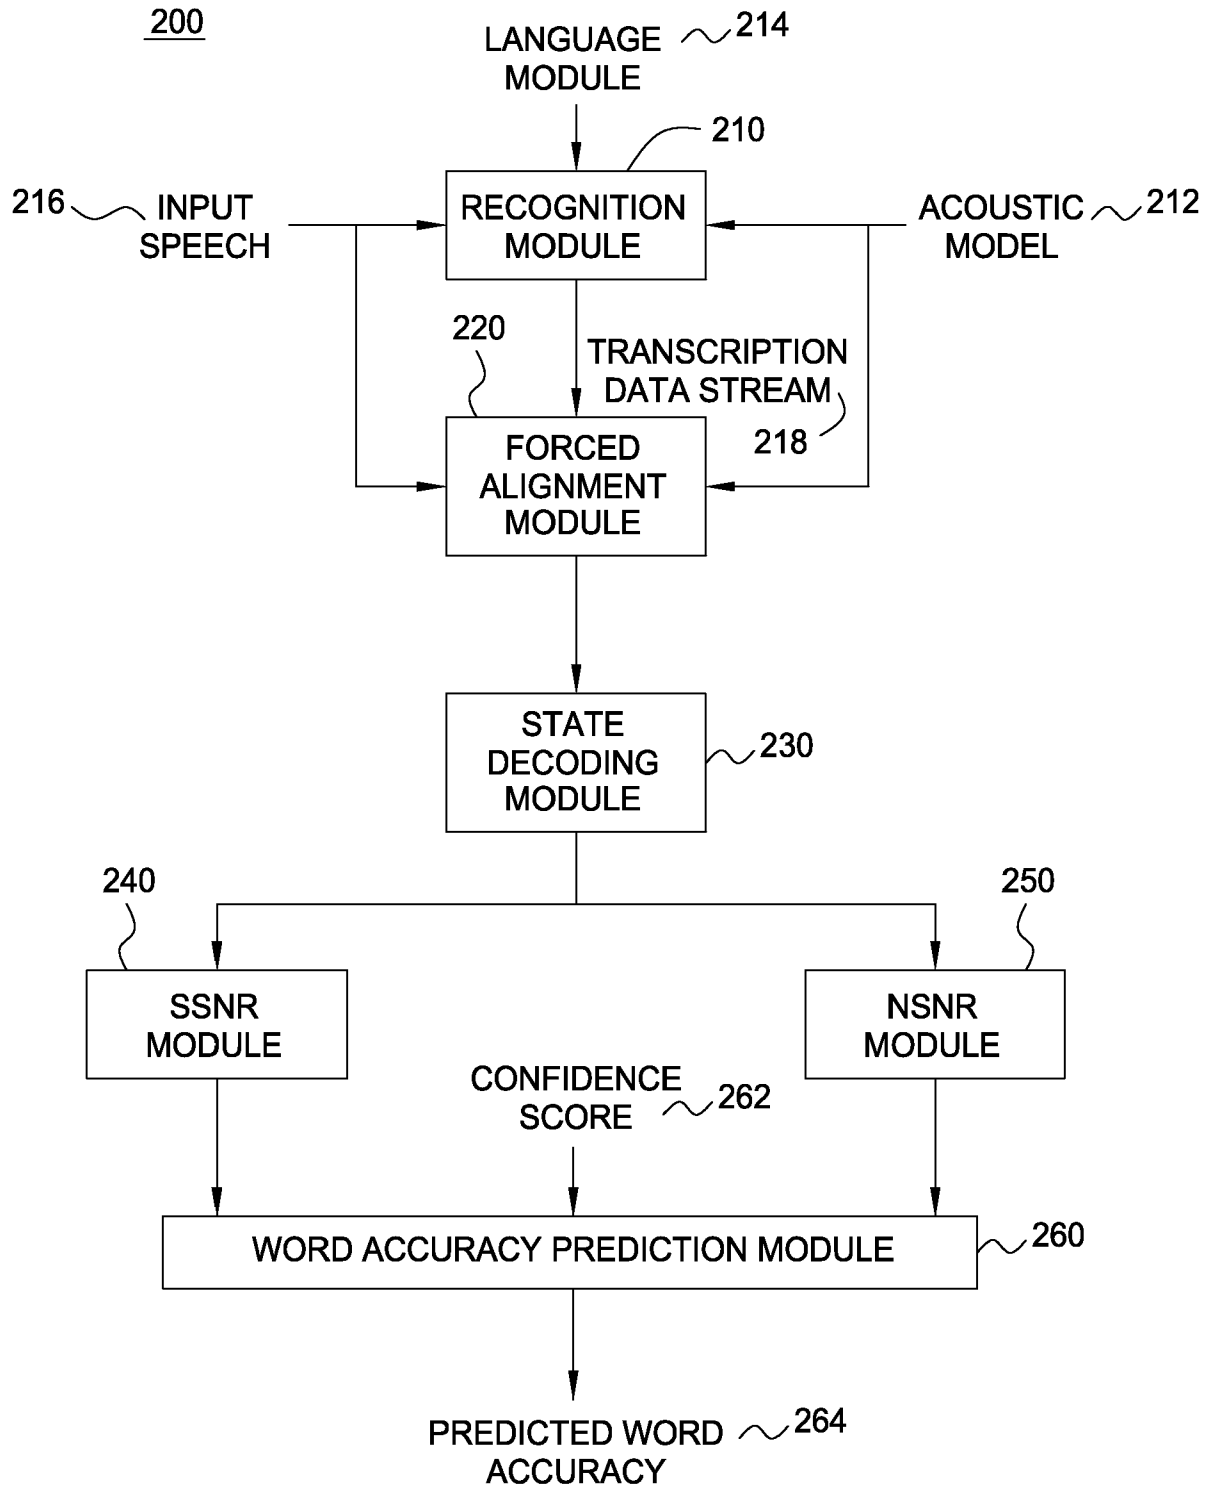 200
LANGUAGE
MODULE
214
210
216
INPUT
SPEECH
RECOGNITION
MODULE
ACOUSTIC
MODEL
212
220
TRANSCRIPTION
DATA STREAM
218
FORCED
ALIGNMENT
MODULE
STATE
DECODING
MODULE
230
240
250
SSNR
MODULE
NSNR
MODULE
CONFIDENCE
SCORE
262
WORD ACCURACY PREDICTION MODULE
260
PREDICTED WORD
ACCURACY
264